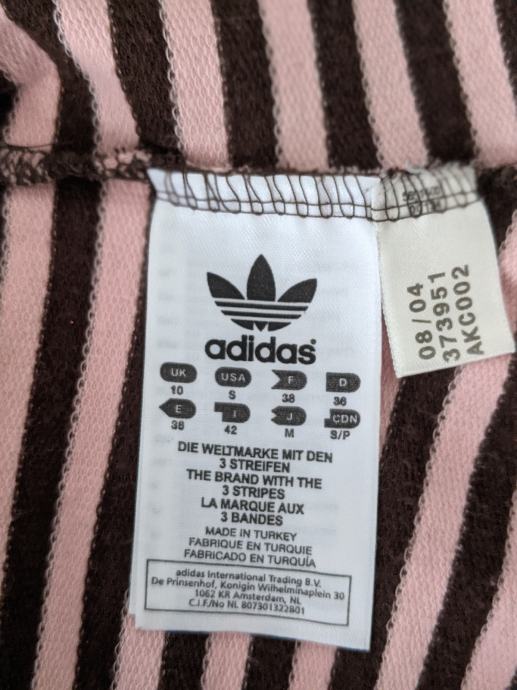 adidas
UK USA F D
10 S 38 36
E I J CDN
38 42 M S/P
DIE WELTMARKE MIT DEN
3 STREIFEN
THE BRAND WITH THE
3 STRIPES
LA MARQUE AUX
3 BANDES
MADE IN TURKEY
FABRIQUE EN TURQUIE
FABRICADO EN TURQUÍA
adidas International Trading B.V.
De Prinsenhof, Konigin Wilhelminaplein 30
1062 KR Amsterdam, NL
C.I.F./No NL 807301322B01
08/04
373951
AKC002